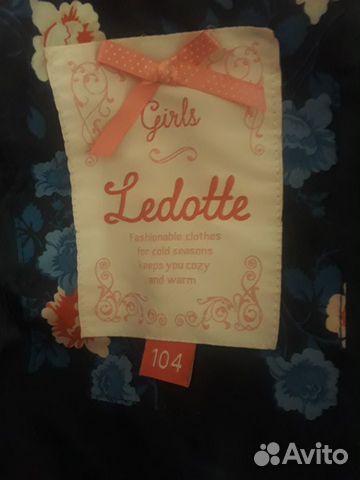 Girls
Ledotte
Fashionable clothes
for cold seasons
keeps you cozy
and warm
104
Avito